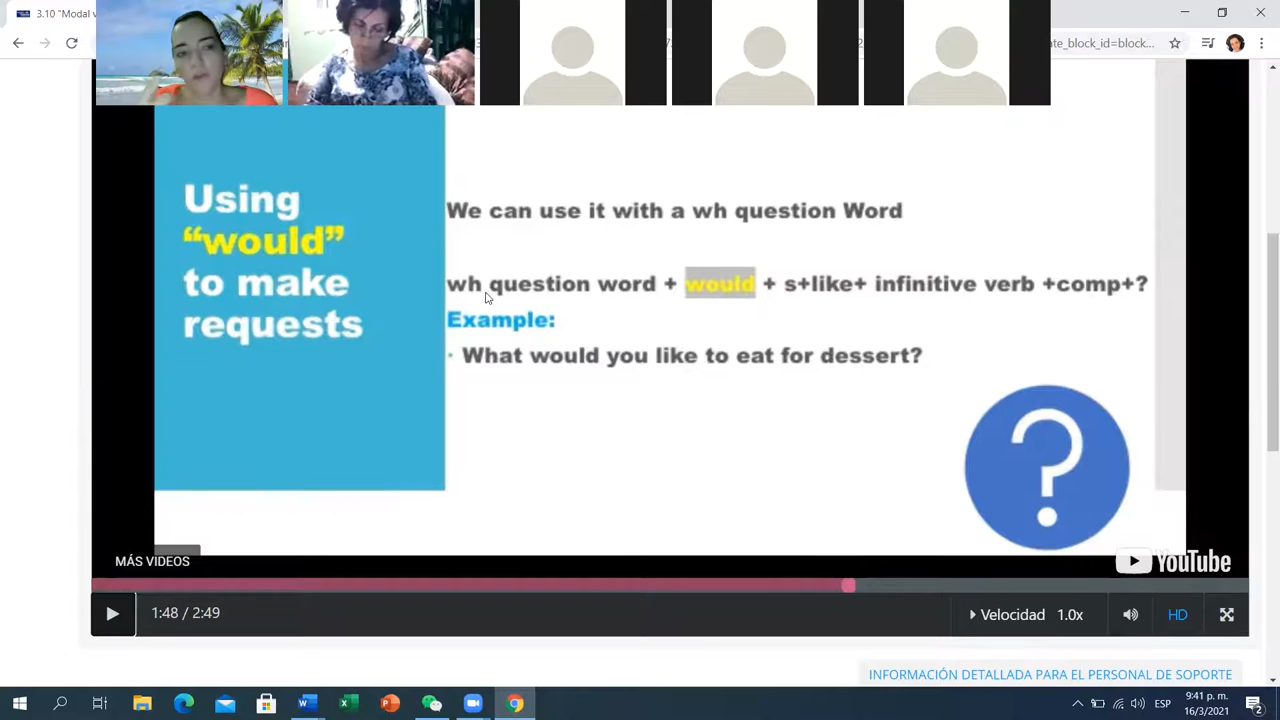 3.10 "Modal v
ate_block_id=block...
Using
“would”
to make
requests
We can use it with a wh question Word
wh question word + would + s+like+ infinitive verb +comp+?
Example:
• What would you like to eat for dessert?
?
MÁS VIDEOS
YouTube
1:48 / 2:49
Velocidad 1.0x
HD
INFORMACIÓN DETALLADA PARA EL PERSONAL DE SOPORTE
ESP
9:41 p. m.
16/3/2021
2